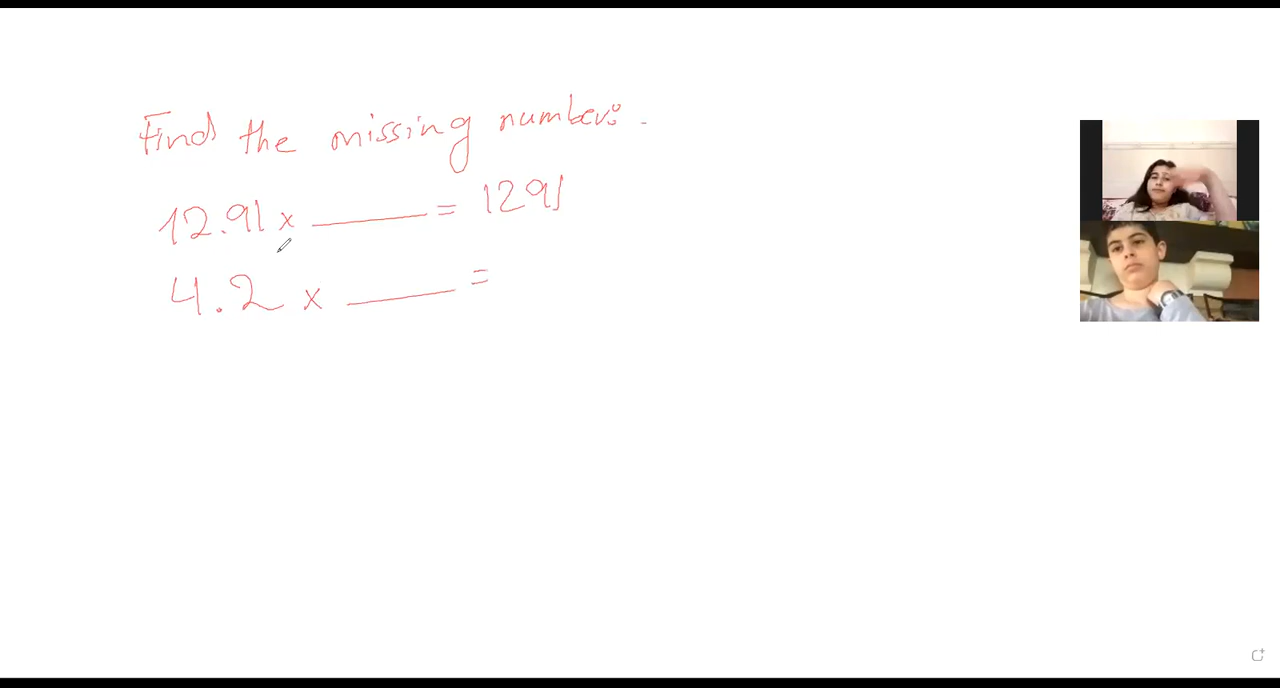 Find the missing number:.
12.91 x ______ = 1291
4.2 x ______ =